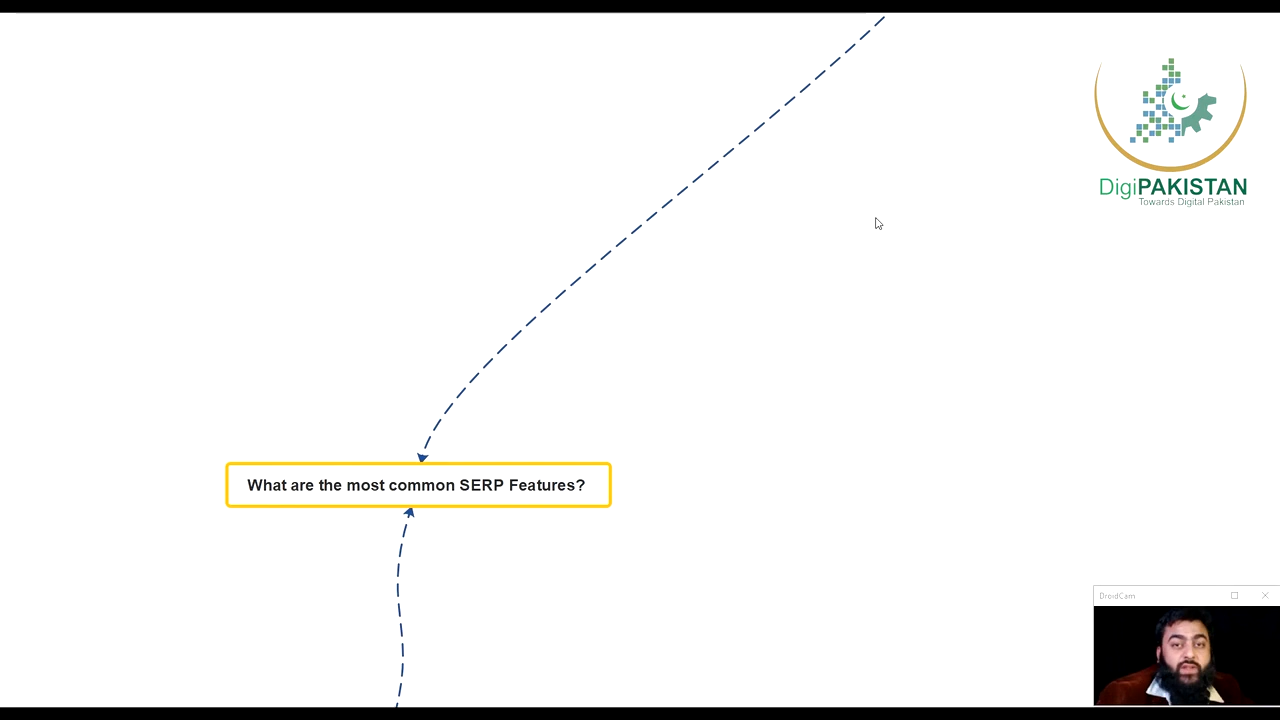 DigiPAKISTAN
Towards Digital Pakistan
What are the most common SERP Features?
DroidCam